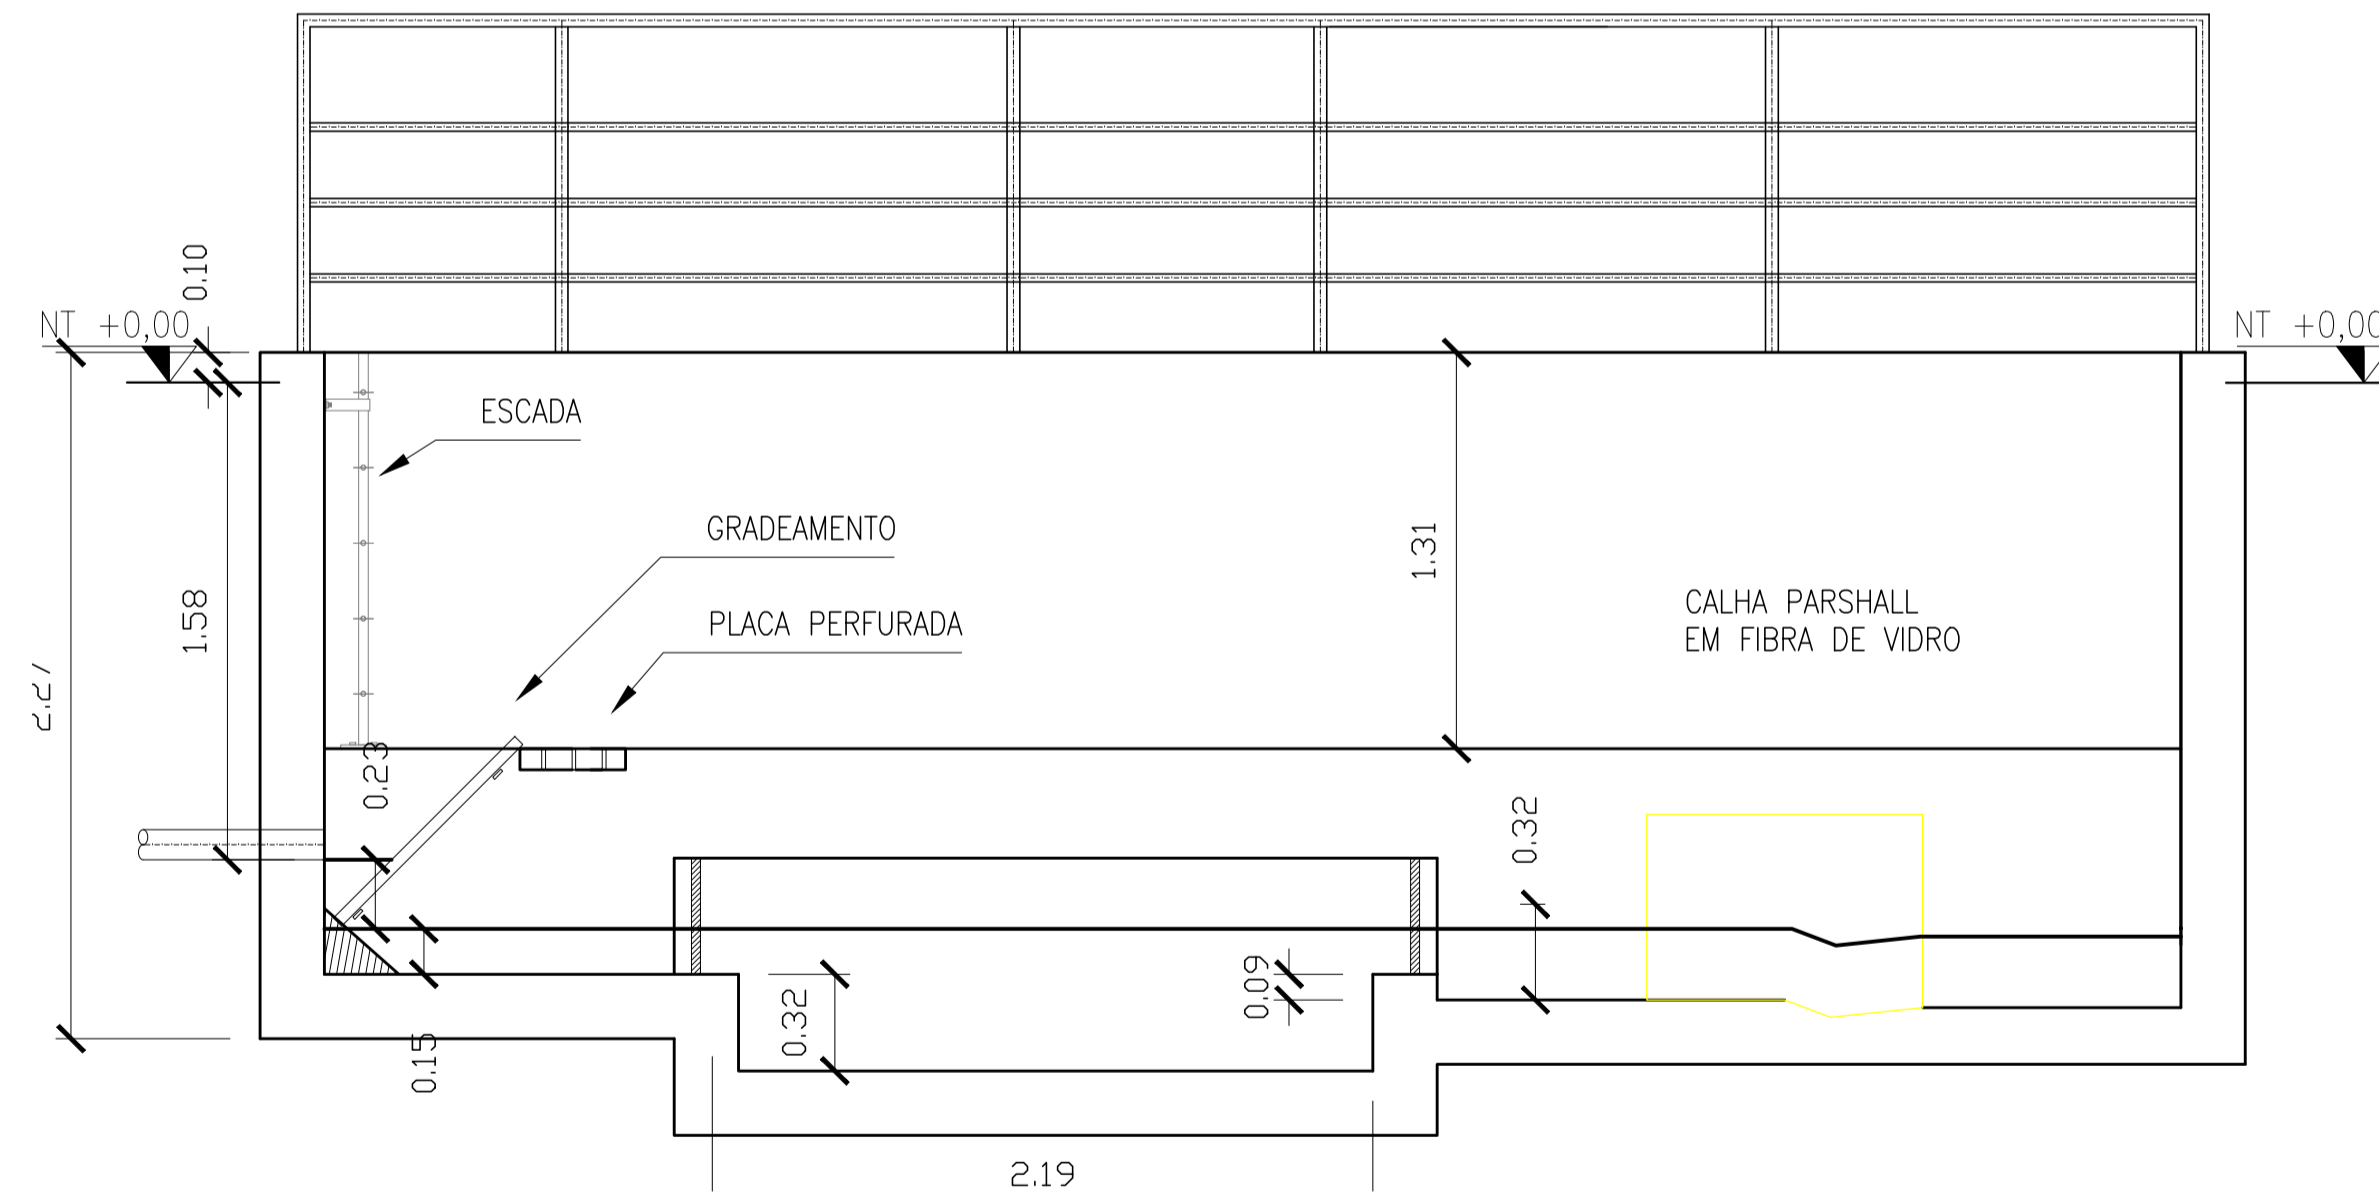 0.10
NT +0,00
NT +0,00
ESCADA
GRADEAMENTO
1.31
1.58
CALHA PARSHALL
EM FIBRA DE VIDRO
PLACA PERFURADA
0.23
0.32
0.09
0.32
0.15
2.19